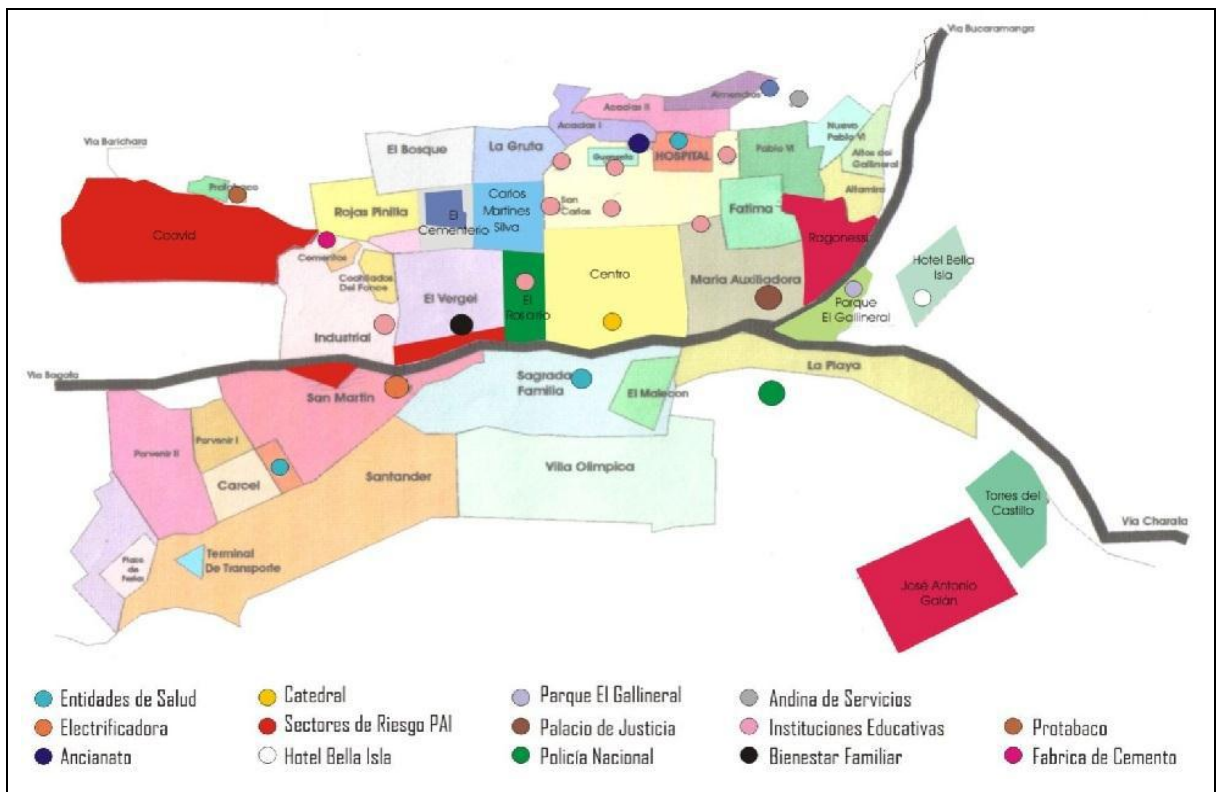 Via Bucaramanga
Almendros
Acacias II
Acacias I
Nuevo
Pablo VI
Via Barichara
El Bosque
La Gruta
HOSPITAL
Pablo VI
Altos del
Gallineral
Protabaco
Altamira
Coovid
Rojas Pinilla
El
Cementerio
Carlos
Martines
Silva
San
Carlos
Fatima
Ragonessi
Cementos
Hotel Bella
Isla
Del Fonce
El Vergel
El
Rosario
Centro
Maria Auxiliadora
Parque
El Gallineral
Industrial
La Playa
Via Bogota
San Martin
Sagrada
Familia
El Malecon
Porvenir II
Porvenir I
Carcel
Santander
Villa Olimpica
Torres del
Castillo
Via Charala
Plaza
de
Feria
Terminal
De Transporte
José Antonio
Galán
Entidades de Salud
Catedral
Parque El Gallineral
Andina de Servicios
Electrificadora
Sectores de Riesgo PAI
Palacio de Justicia
Instituciones Educativas
Protabaco
Ancianato
Hotel Bella Isla
Policía Nacional
Bienestar Familiar
Fabrica de Cemento